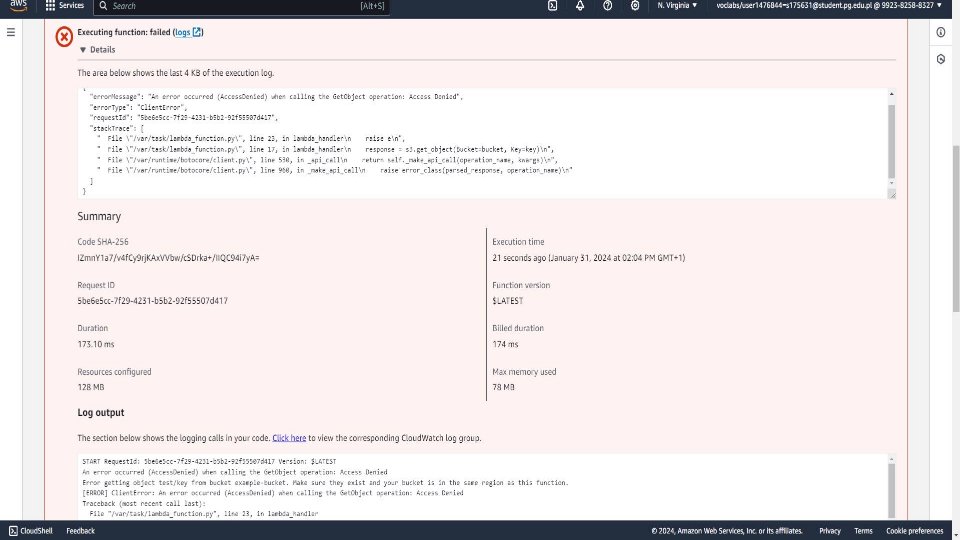 aws
Services
Search
[Alt+S]
N. Virginia
voclabs/user1476844=s175631@student.pg.edu.pl @ 9923-8258-8327
Executing function: failed (logs)
Details
The area below shows the last 4 KB of the execution log.
{
"errorMessage": "An error occurred (AccessDenied) when calling the GetObject operation: Access Denied",
"errorType": "ClientError",
"requestId": "5be6e5cc-7f29-4231-b5b2-92f55507d417",
"stackTrace": [
" File \"/var/task/lambda_function.py\", line 23, in lambda_handler\n raise e\n",
" File \"/var/task/lambda_function.py\", line 17, in lambda_handler\n response = s3.get_object(Bucket=bucket, Key=key)\n",
" File \"/var/runtime/botocore/client.py\", line 530, in _api_call\n return self._make_api_call(operation_name, kwargs)\n",
" File \"/var/runtime/botocore/client.py\", line 960, in _make_api_call\n raise error_class(parsed_response, operation_name)\n"
]
}
Summary
Code SHA-256
IZmnY1a7/v4fCy9rjKAxVVbw/cSDrka+/IIQC94i7yA=
Execution time
21 seconds ago (January 31, 2024 at 02:04 PM GMT+1)
Request ID
5be6e5cc-7f29-4231-b5b2-92f55507d417
Function version
$LATEST
Duration
173.10 ms
Billed duration
174 ms
Resources configured
128 MB
Max memory used
78 MB
Log output
The section below shows the logging calls in your code. Click here to view the corresponding CloudWatch log group.
START RequestId: 5be6e5cc-7f29-4231-b5b2-92f55507d417 Version: $LATEST
An error occurred (AccessDenied) when calling the GetObject operation: Access Denied
Error getting object test/key from bucket example-bucket. Make sure they exist and your bucket is in the same region as this function.
[ERROR] ClientError: An error occurred (AccessDenied) when calling the GetObject operation: Access Denied
Traceback (most recent call last):
File "/var/task/lambda_function.py", line 23, in lambda_handler
CloudShell
Feedback
© 2024, Amazon Web Services, Inc. or its affiliates.
Privacy
Terms
Cookie preferences